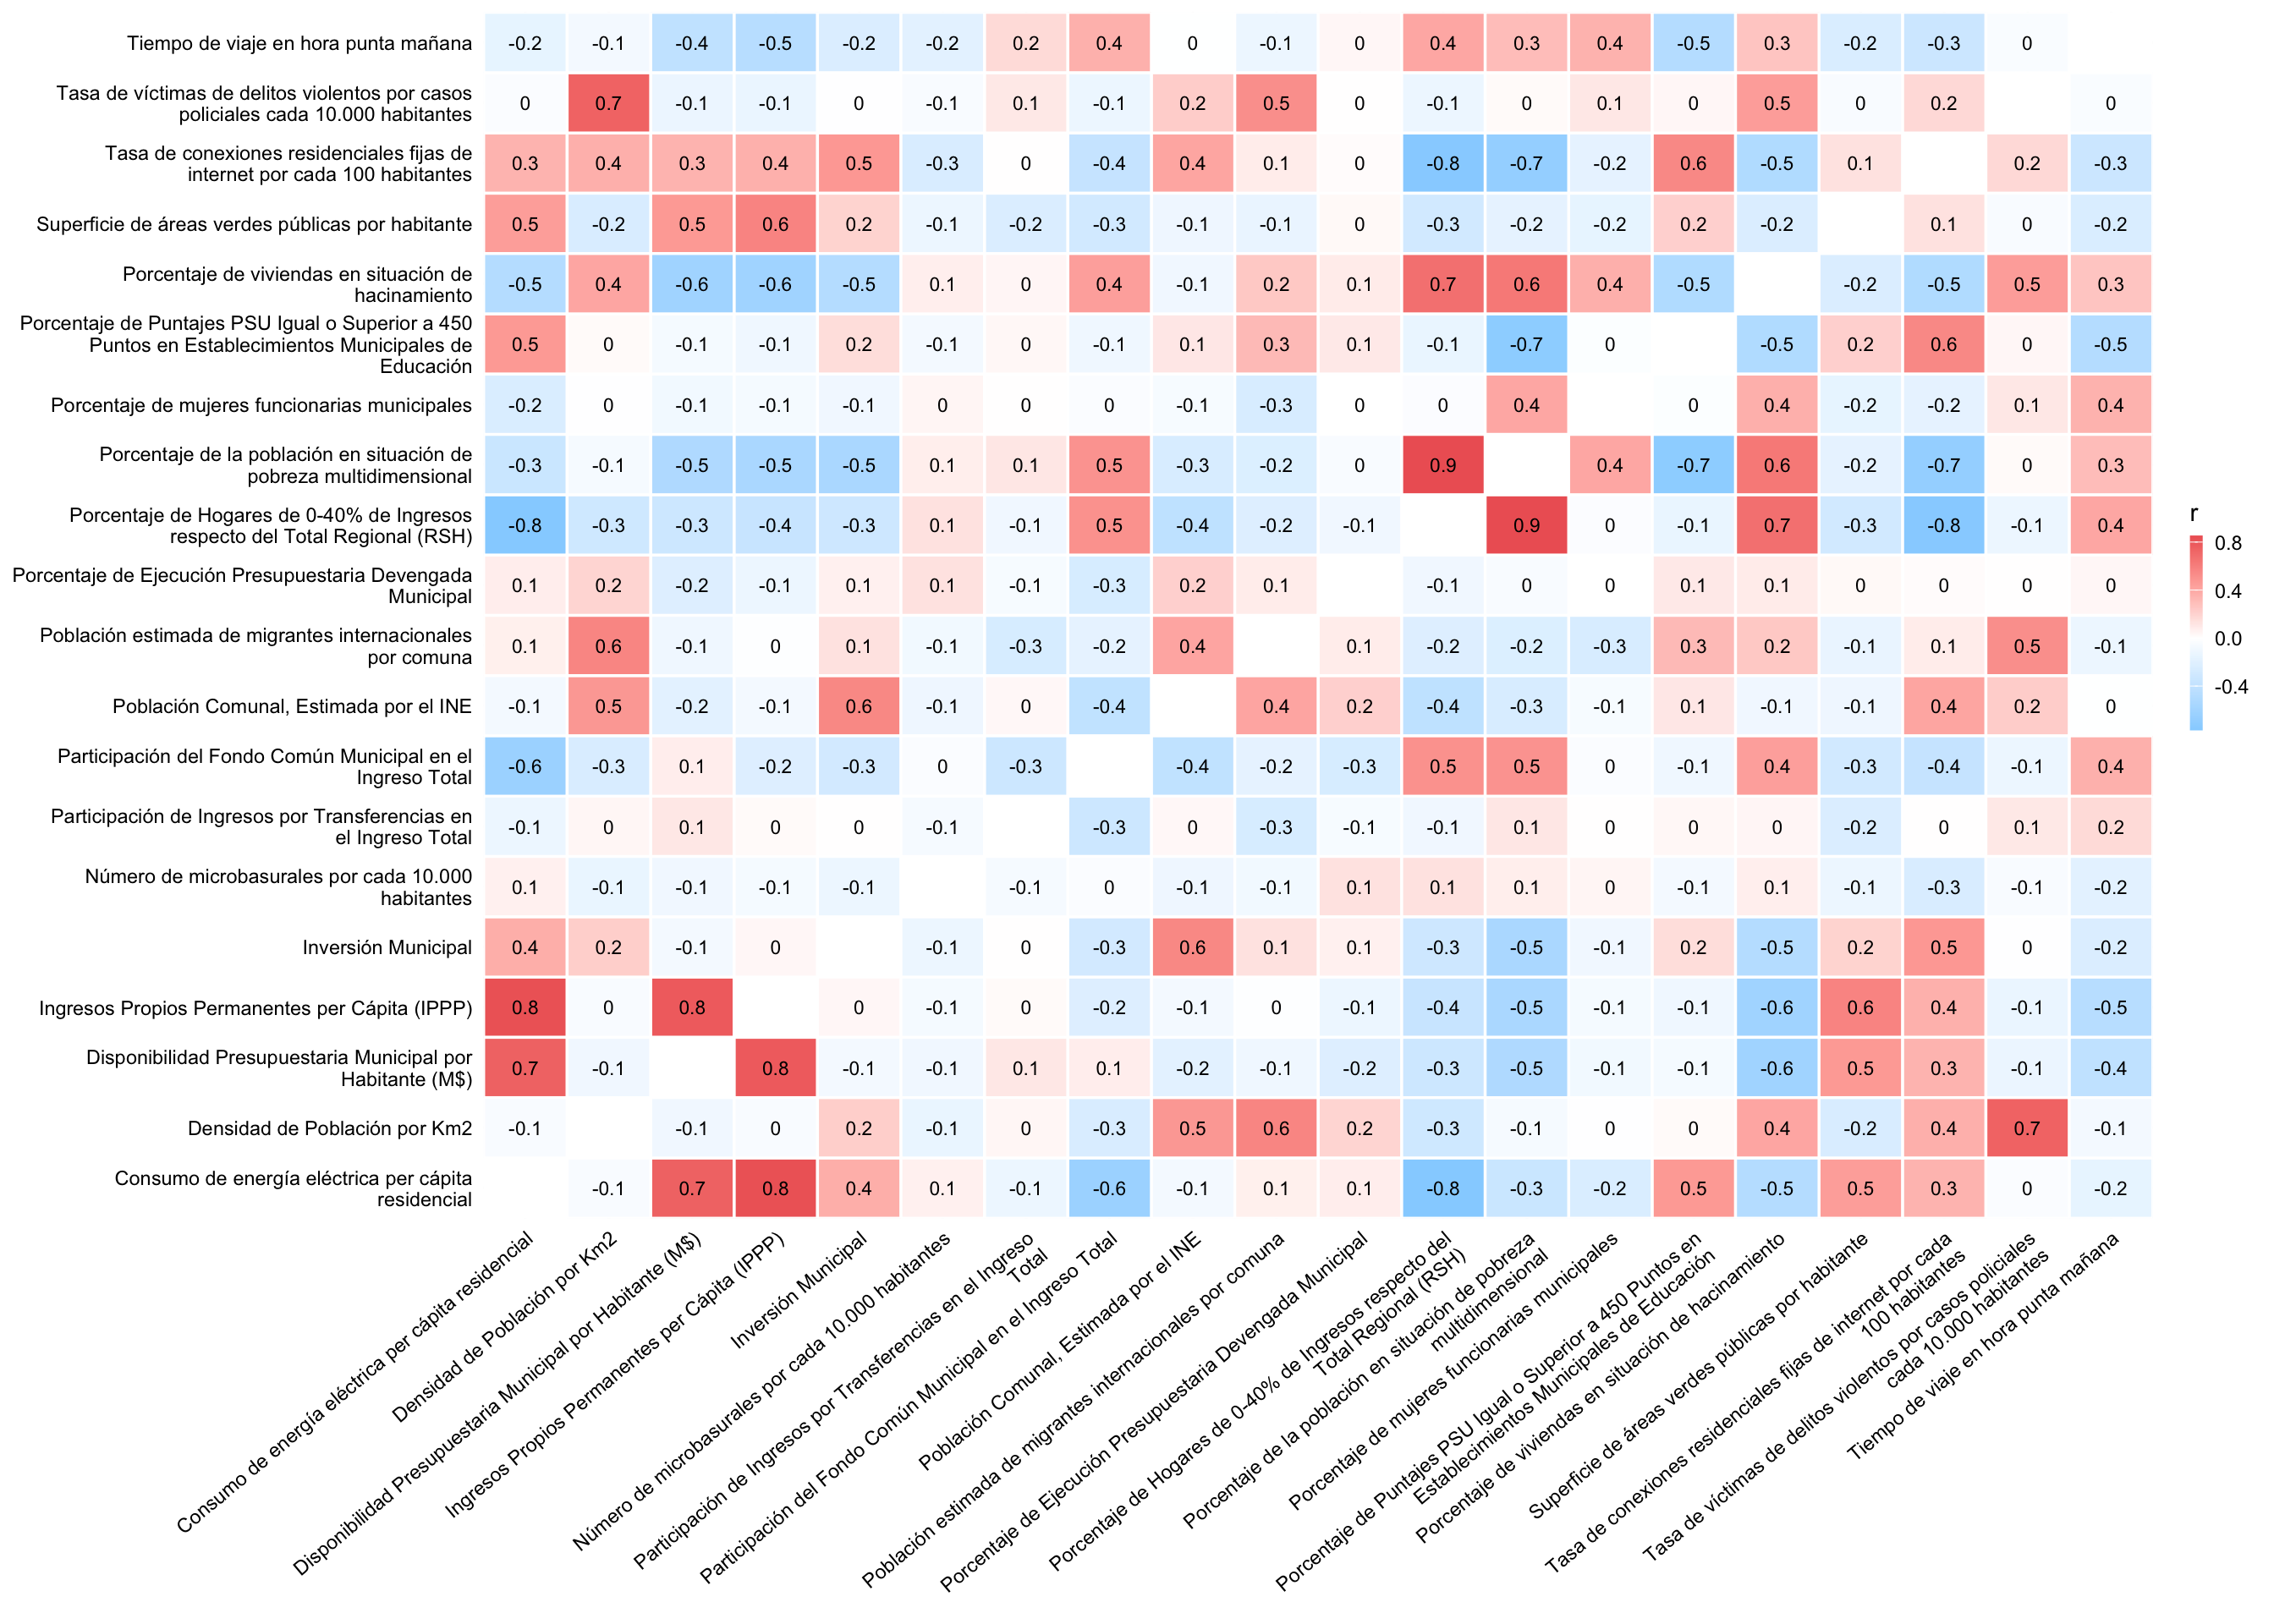 Tiempo de viaje en hora punta mañana -0.2 -0.1 -0.4 -0.5 -0.2 -0.2 0.2 0.4 0 -0.1 0 0.4 0.3 0.4 -0.5 0.3 -0.2 -0.3 0
Tasa de víctimas de delitos violentos por casos
policiales cada 10.000 habitantes
0 0.7 -0.1 -0.1 0 -0.1 0.1 -0.1 0.2 0.5 0 -0.1 0 0.1 0 0.5 0 0.2 0
Tasa de conexiones residenciales fijas de
internet por cada 100 habitantes
0.3 0.4 0.3 0.4 0.5 -0.3 0 -0.4 0.4 0.1 0 -0.8 -0.7 -0.2 0.6 -0.5 0.1 0.2 -0.3
Superficie de áreas verdes públicas por habitante 0.5 -0.2 0.5 0.6 0.2 -0.1 -0.2 -0.3 -0.1 -0.1 0 -0.3 -0.2 -0.2 0.2 -0.2 0.1 0 -0.2
Porcentaje de viviendas en situación de
hacinamiento
-0.5 0.4 -0.6 -0.6 -0.5 0.1 0 0.4 -0.1 0.2 0.1 0.7 0.6 0.4 -0.5 -0.2 -0.5 0.5 0.3
Porcentaje de Puntajes PSU Igual o Superior a 450
Puntos en Establecimientos Municipales de
Educación
0.5 0 -0.1 -0.1 0.2 -0.1 0 -0.1 0.1 0.3 0.1 -0.1 -0.7 0 -0.5 0.2 0.6 0 -0.5
Porcentaje de mujeres funcionarias municipales -0.2 0 -0.1 -0.1 -0.1 0 0 0 -0.1 -0.3 0 0 0.4 0 0.4 -0.2 -0.2 0.1 0.4
Porcentaje de la población en situación de
pobreza multidimensional
-0.3 -0.1 -0.5 -0.5 -0.5 0.1 0.1 0.5 -0.3 -0.2 0 0.9 0.4 -0.7 0.6 -0.2 -0.7 0 0.3
Porcentaje de Hogares de 0-40% de Ingresos
respecto del Total Regional (RSH)
-0.8 -0.3 -0.3 -0.4 -0.3 0.1 -0.1 0.5 -0.4 -0.2 -0.1 0.9 0 -0.1 0.7 -0.3 -0.8 -0.1 0.4
Porcentaje de Ejecución Presupuestaria Devengada
Municipal
0.1 0.2 -0.2 -0.1 0.1 0.1 -0.1 -0.3 0.2 0.1 -0.1 0 0 0.1 0.1 0 0 0 0
Población estimada de migrantes internacionales
por comuna
0.1 0.6 -0.1 0 0.1 -0.1 -0.3 -0.2 0.4 0.1 -0.2 -0.2 -0.3 0.3 0.2 -0.1 0.1 0.5 -0.1
Población Comunal, Estimada por el INE -0.1 0.5 -0.2 -0.1 0.6 -0.1 0 -0.4 0.4 0.2 -0.4 -0.3 -0.1 0.1 -0.1 -0.1 0.4 0.2 0
Participación del Fondo Común Municipal en el
Ingreso Total
-0.6 -0.3 0.1 -0.2 -0.3 0 -0.3 -0.4 -0.2 -0.3 0.5 0.5 0 -0.1 0.4 -0.3 -0.4 -0.1 0.4
Participación de Ingresos por Transferencias en
el Ingreso Total
-0.1 0 0.1 0 0 -0.1 -0.3 0 -0.3 -0.1 -0.1 0.1 0 0 0 -0.2 0 0.1 0.2
Número de microbasurales por cada 10.000
habitantes
0.1 -0.1 -0.1 -0.1 -0.1 -0.1 0 -0.1 -0.1 0.1 0.1 0.1 0 -0.1 0.1 -0.1 -0.3 -0.1 -0.2
Inversión Municipal 0.4 0.2 -0.1 0 -0.1 0 -0.3 0.6 0.1 0.1 -0.3 -0.5 -0.1 0.2 -0.5 0.2 0.5 0 -0.2
Ingresos Propios Permanentes per Cápita (IPPP) 0.8 0 0.8 0 -0.1 0 -0.2 -0.1 0 -0.1 -0.4 -0.5 -0.1 -0.1 -0.6 0.6 0.4 -0.1 -0.5
Disponibilidad Presupuestaria Municipal por
Habitante (M$)
0.7 -0.1 0.8 -0.1 -0.1 0.1 0.1 -0.2 -0.1 -0.2 -0.3 -0.5 -0.1 -0.1 -0.6 0.5 0.3 -0.1 -0.4
Densidad de Población por Km2 -0.1 -0.1 0 0.2 -0.1 0 -0.3 0.5 0.6 0.2 -0.3 -0.1 0 0 0.4 -0.2 0.4 0.7 -0.1
Consumo de energía eléctrica per cápita
residencial
-0.1 0.7 0.8 0.4 0.1 -0.1 -0.6 -0.1 0.1 0.1 -0.8 -0.3 -0.2 0.5 -0.5 0.5 0.3 0 -0.2
Consumo de energía eléctrica per cápita residencial
Densidad de Población por Km2
Disponibilidad Presupuestaria Municipal por Habitante (M$)
Ingresos Propios Permanentes per Cápita (IPPP)
Inversión Municipal
Número de microbasurales por cada 10.000 habitantes
Participación de Ingresos por Transferencias en el Ingreso
Total
Participación del Fondo Común Municipal en el Ingreso Total
Población Comunal, Estimada por el INE
Población estimada de migrantes internacionales por comuna
Porcentaje de Ejecución Presupuestaria Devengada Municipal
Porcentaje de Hogares de 0-40% de Ingresos respecto del
Total Regional (RSH)
Porcentaje de la población en situación de pobreza
multidimensional
Porcentaje de mujeres funcionarias municipales
Porcentaje de Puntajes PSU Igual o Superior a 450 Puntos en
Establecimientos Municipales de Educación
Porcentaje de viviendas en situación de hacinamiento
Superficie de áreas verdes públicas por habitante
Tasa de conexiones residenciales fijas de internet por cada
100 habitantes
Tasa de víctimas de delitos violentos por casos policiales
cada 10.000 habitantes
Tiempo de viaje en hora punta mañana
r
0.8
0.4
0.0
-0.4